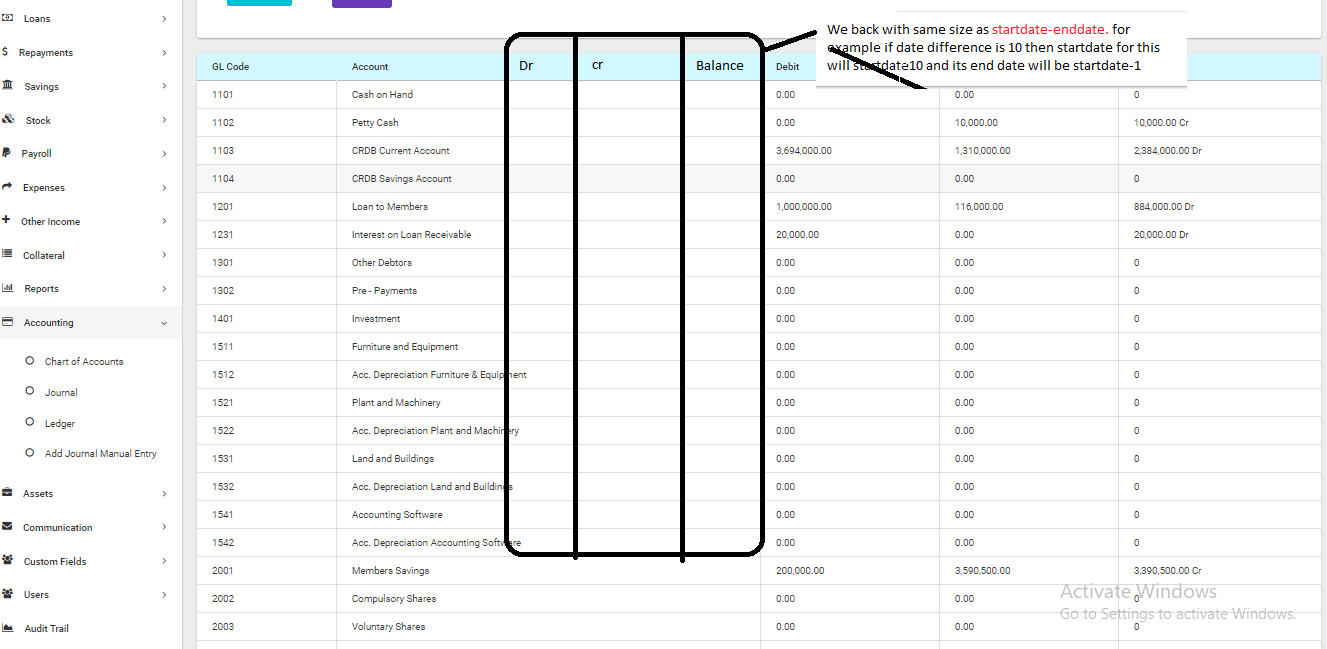 Loans
$ Repayments
Savings
Stock
Payroll
Expenses
Other Income
Collateral
Reports
Accounting
Chart of Accounts
Journal
Ledger
Add Journal Manual Entry
Assets
Communication
Custom Fields
Users
Audit Trail
We back with same size as startdate-enddate. for
example if date difference is 10 then startdate for this
will startdate10 and its end date will be startdate-1
GL Code Account Dr cr Balance Debit
1101 Cash on Hand 0.00 0.00 0
1102 Petty Cash 0.00 10,000.00 10,000.00 Cr
1103 CRDB Current Account 3,694,000.00 1,310,000.00 2,384,000.00 Dr
1104 CRDB Savings Account 0.00 0.00 0
1201 Loan to Members 1,000,000.00 116,000.00 884,000.00 Dr
1231 Interest on Loan Receivable 20,000.00 0.00 20,000.00 Dr
1301 Other Debtors 0.00 0.00 0
1302 Pre - Payments 0.00 0.00 0
1401 Investment 0.00 0.00 0
1511 Furniture and Equipment 0.00 0.00 0
1512 Acc. Depreciation Furniture & Equipment 0.00 0.00 0
1521 Plant and Machinery 0.00 0.00 0
1522 Acc. Depreciation Plant and Machinery 0.00 0.00 0
1531 Land and Buildings 0.00 0.00 0
1532 Acc. Depreciation Land and Buildings 0.00 0.00 0
1541 Accounting Software 0.00 0.00 0
1542 Acc. Depreciation Accounting Software 0.00 0.00 0
2001 Members Savings 200,000.00 3,590,500.00 3,390,500.00 Cr
2002 Compulsory Shares 0.00 0.00 0
2003 Voluntary Shares 0.00 0.00 0
Activate Windows
Go to Settings to activate Windows.